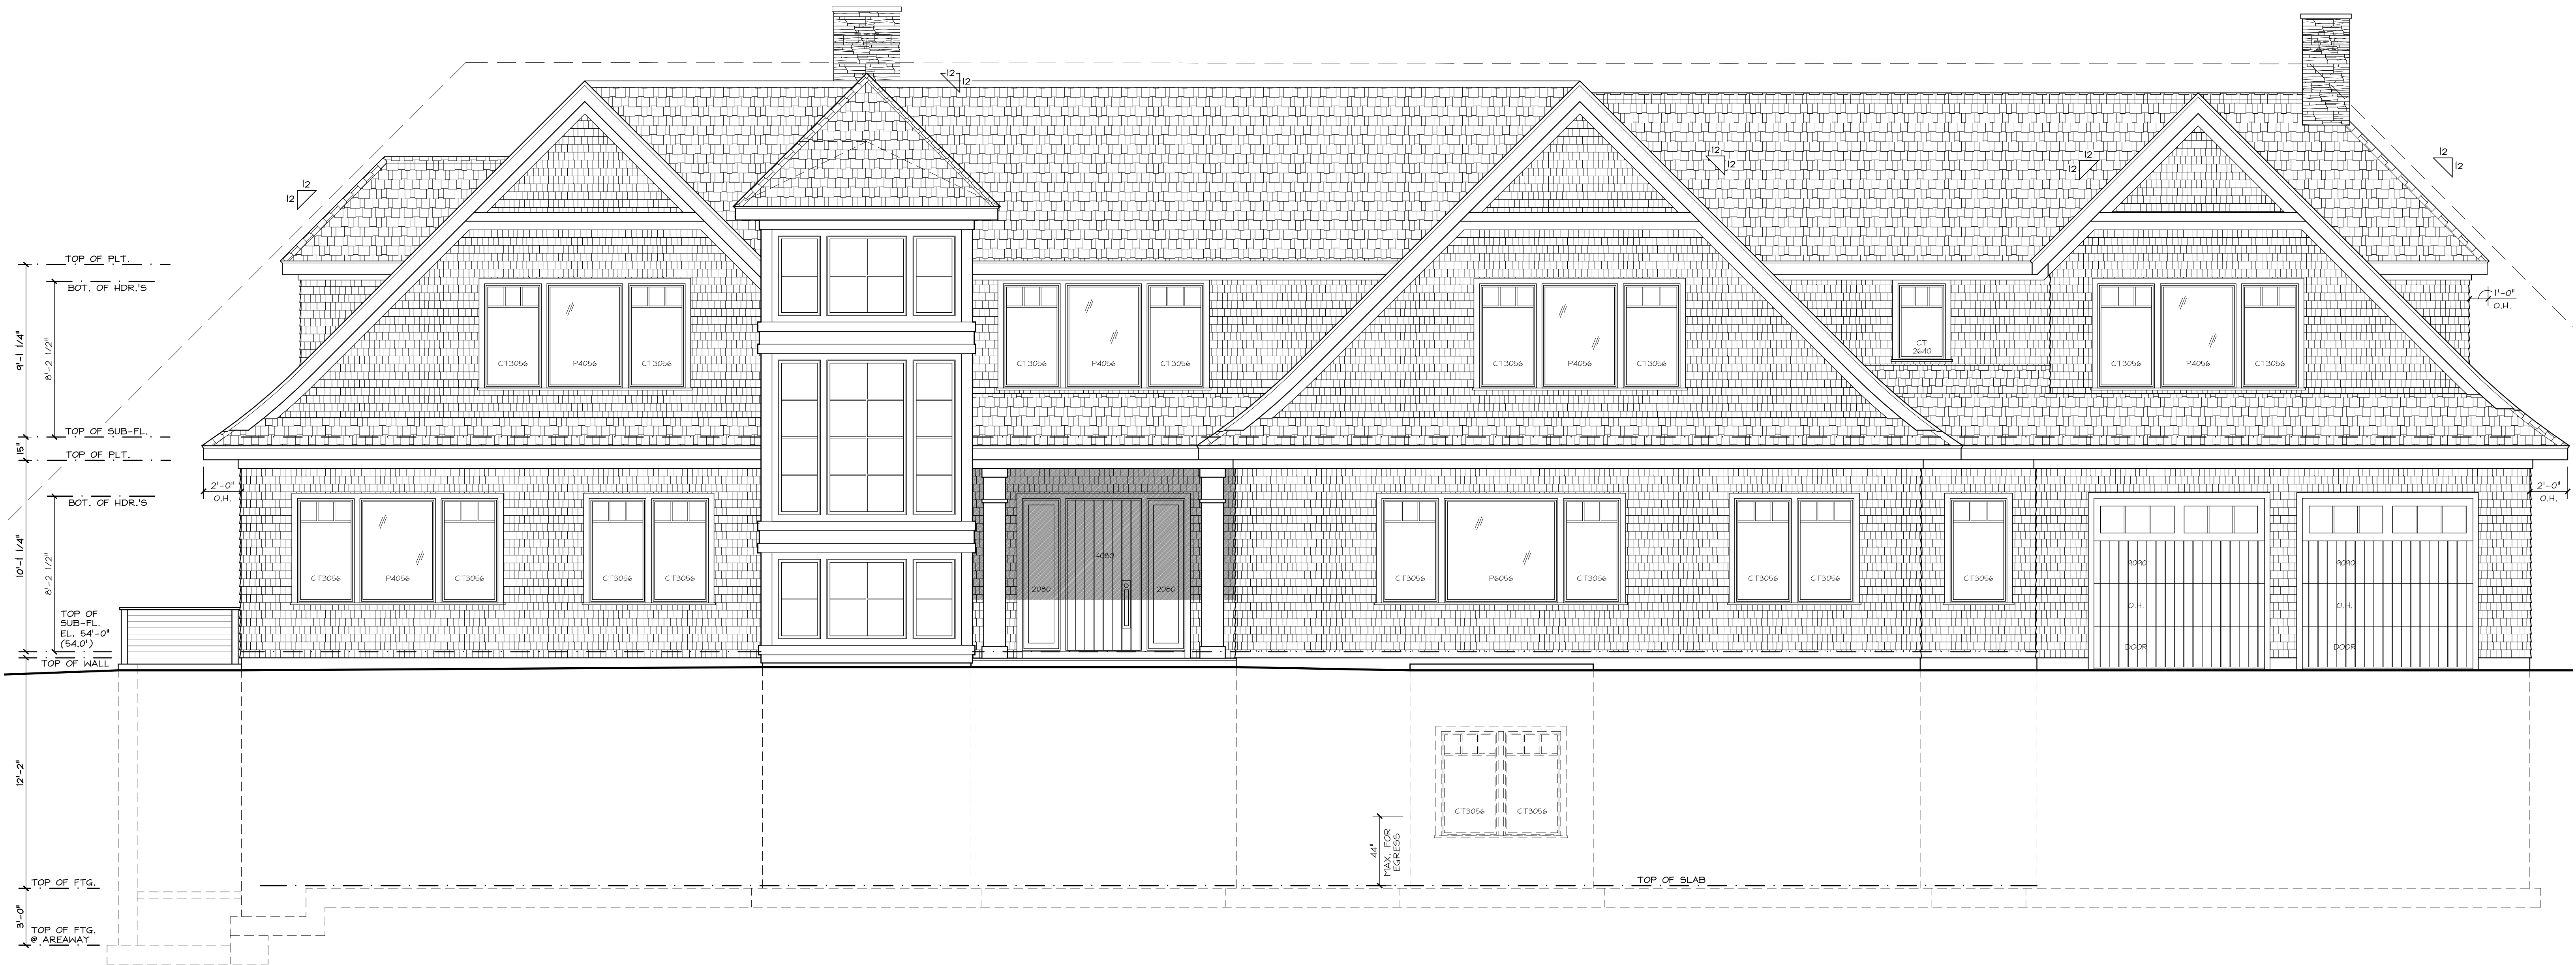 12
12
12
12
12
12
12
12
12
12
TOP OF PLT.
BOT. OF HDR.'S
9'-1 1/4"
8'-2 1/2"
1'-0"
O.H.
CT3056
P4056
CT3056
CT3056
P4056
CT3056
CT3056
P4056
CT3056
CT
2640
CT3056
P4056
CT3056
TOP OF SUB-FL.
15"
TOP OF PLT.
2'-0"
O.H.
2'-0"
O.H.
BOT. OF HDR.'S
10'-1 1/4"
8'-2 1/2"
CT3056
P4056
CT3056
CT3056
CT3056
2080
4080
2080
CT3056
P6056
CT3056
CT3056
CT3056
CT3056
9090
O.H.
DOOR
9090
O.H.
DOOR
TOP OF
SUB-FL.
EL. 54'-0"
(54.0')
TOP OF WALL
12'-2"
CT3056
CT3056
44"
MAX. FOR
EGRESS
TOP OF FTG.
TOP OF SLAB
3'-0"
TOP OF FTG.
@ AREAWAY